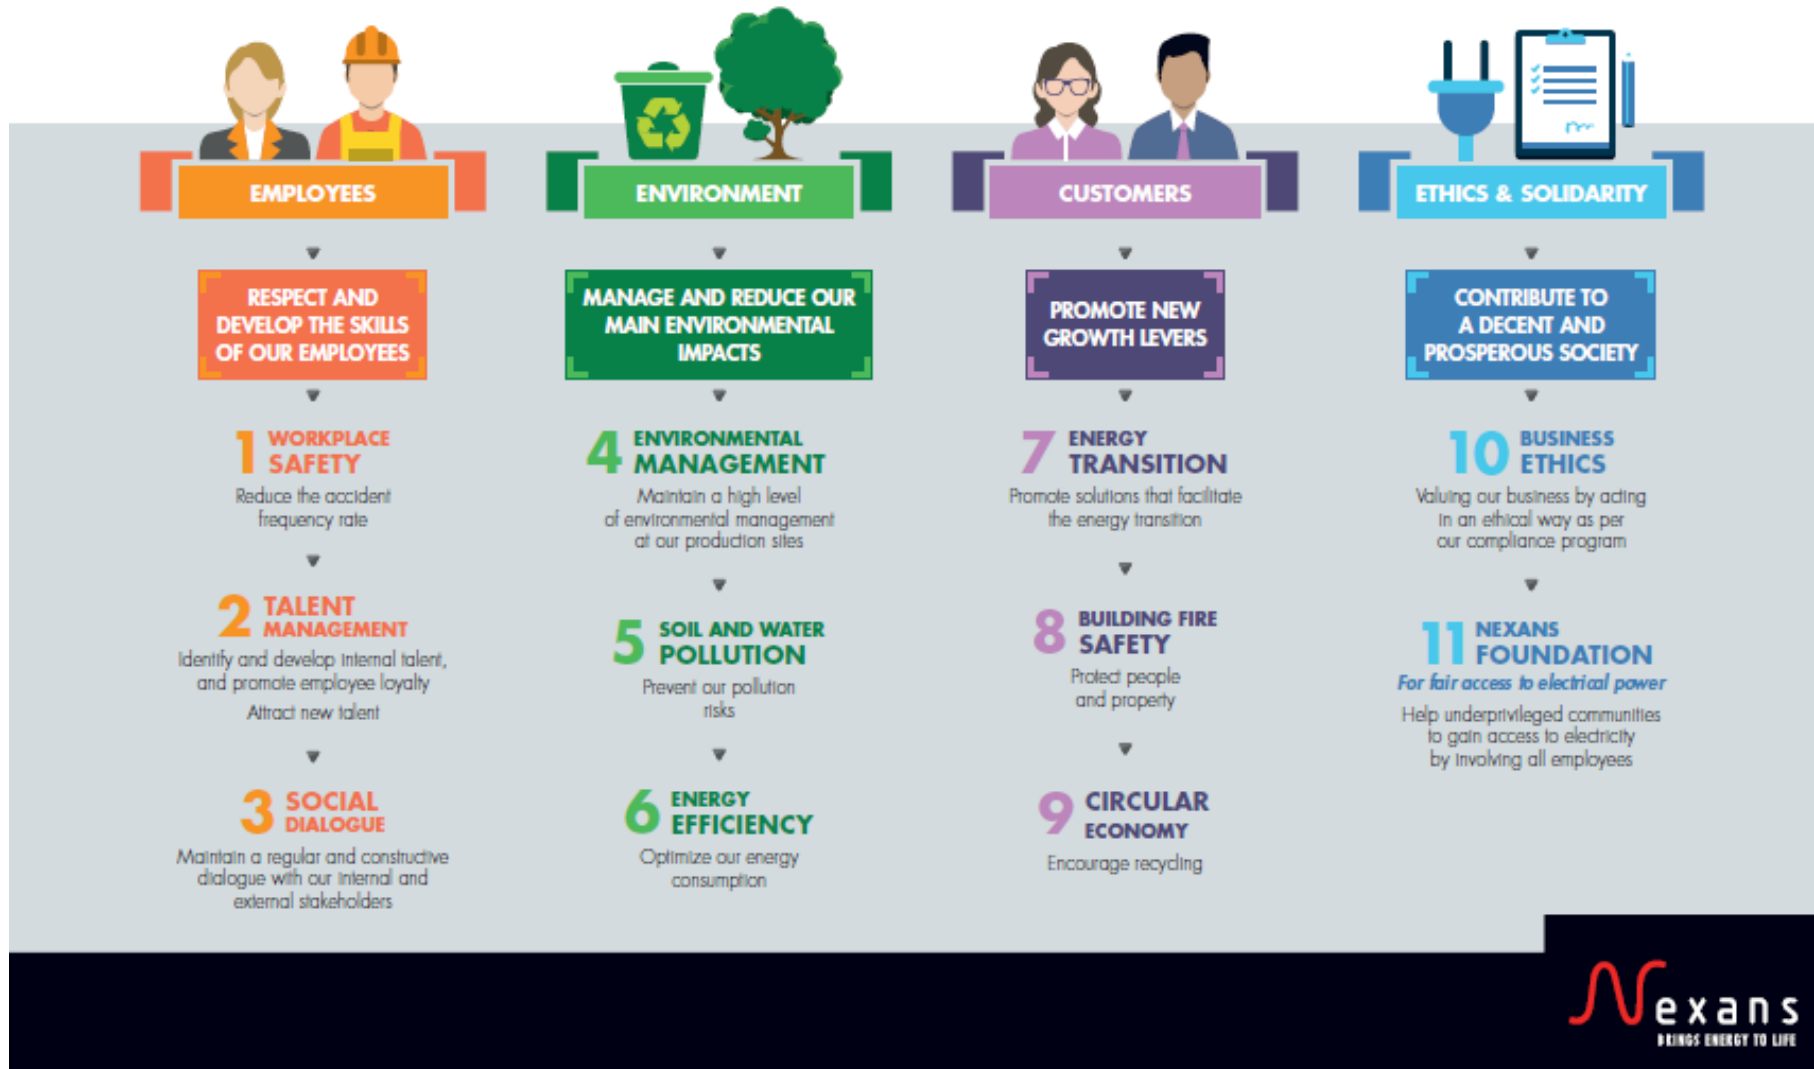 EMPLOYEES
RESPECT AND
DEVELOP THE SKILLS
OF OUR EMPLOYEES
1 WORKPLACE
SAFETY
Reduce the accident
frequency rate
2 TALENT
MANAGEMENT
Identify and develop internal talent,
and promote employee loyalty
Attract new talent
3 SOCIAL
DIALOGUE
Maintain a regular and constructive
dialogue with our internal and
external stakeholders
ENVIRONMENT
MANAGE AND REDUCE OUR
MAIN ENVIRONMENTAL
IMPACTS
4 ENVIRONMENTAL
MANAGEMENT
Maintain a high level
of environmental management
at our production sites
5 SOIL AND WATER
POLLUTION
Prevent our pollution
risks
6 ENERGY
EFFICIENCY
Optimize our energy
consumption
CUSTOMERS
PROMOTE NEW
GROWTH LEVERS
7 ENERGY
TRANSITION
Promote solutions that facilitate
the energy transition
8 BUILDING FIRE
SAFETY
Protect people
and property
9 CIRCULAR
ECONOMY
Encourage recycling
ETHICS & SOLIDARITY
CONTRIBUTE TO
A DECENT AND
PROSPEROUS SOCIETY
10 BUSINESS
ETHICS
Valuing our business by acting
in an ethical way as per
our compliance program
11 NEXANS
FOUNDATION
For fair access to electrical power
Help underprivileged communities
to gain access to electricity
by involving all employees
Nexans
BRINGS ENERGY TO LIFE